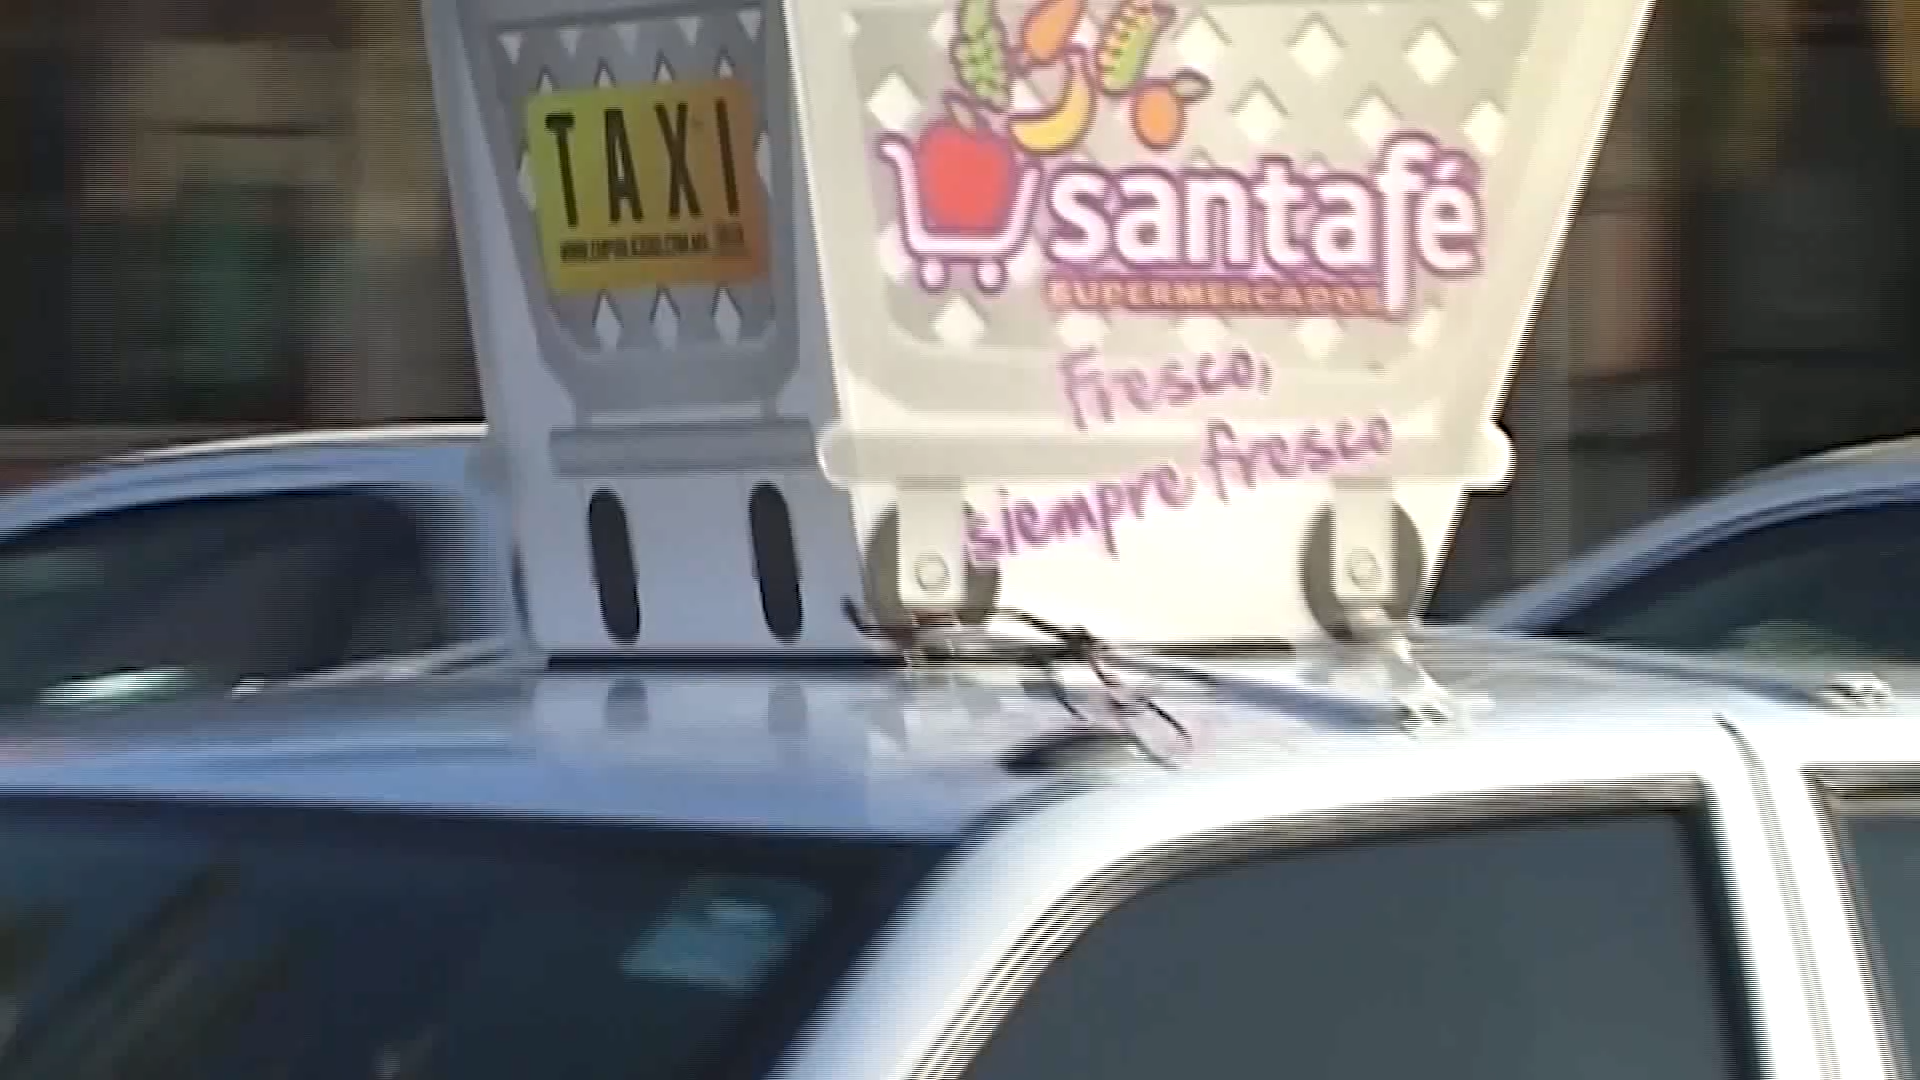 TAXI
santafé
SUPERMERCADOS
Fresco,
siempre fresco